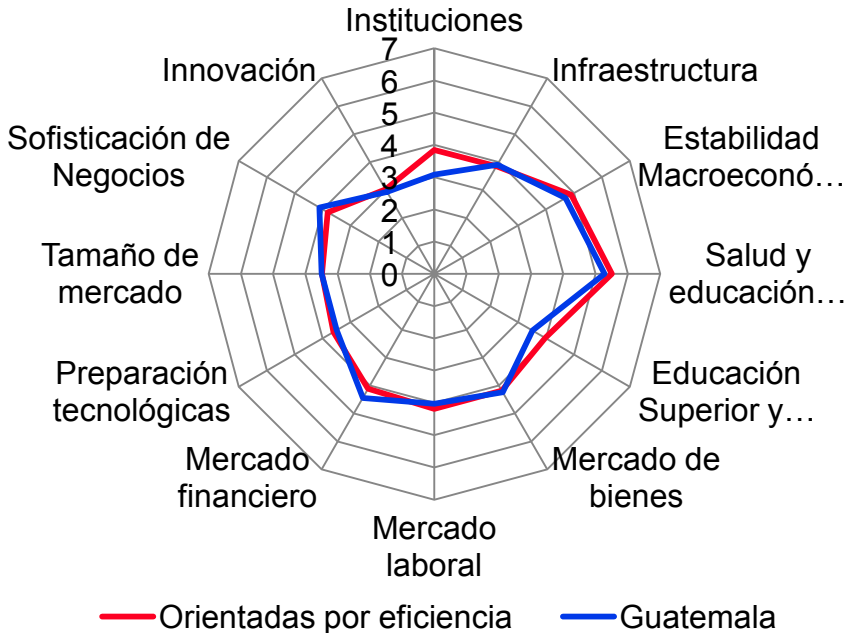 Instituciones
Infraestructura
Estabilidad
Macroeconó…
Salud y
educación…
Educación
Superior y…
Mercado de
bienes
Mercado
laboral
Mercado
financiero
Preparación
tecnológicas
Tamaño de
mercado
Sofisticación de
Negocios
Innovación
7
6
5
4
3
2
1
0
Orientadas por eficiencia
Guatemala